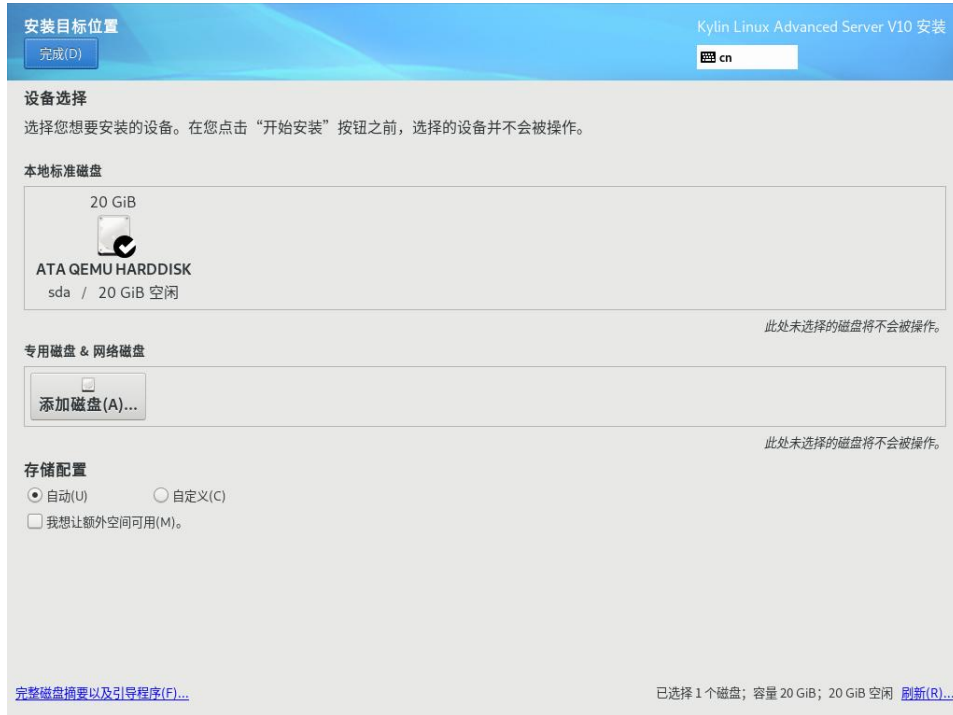 安装目标位置
Kylin Linux Advanced Server V10 安装
完成(D)
cn
设备选择
选择您想要安装的设备。在您点击“开始安装”按钮之前，选择的设备并不会被操作。
本地标准磁盘
20 GiB
ATA QEMU HARDDISK
sda / 20 GiB 空闲
此处未选择的磁盘将不会被操作。
专用磁盘 & 网络磁盘
添加磁盘(A)...
此处未选择的磁盘将不会被操作。
存储配置
自动(U) 自定义(C)
我想让额外空间可用(M)。
完整磁盘摘要以及引导程序(F)... 已选择 1 个磁盘；容量 20 GiB；20 GiB 空闲 刷新(R)...